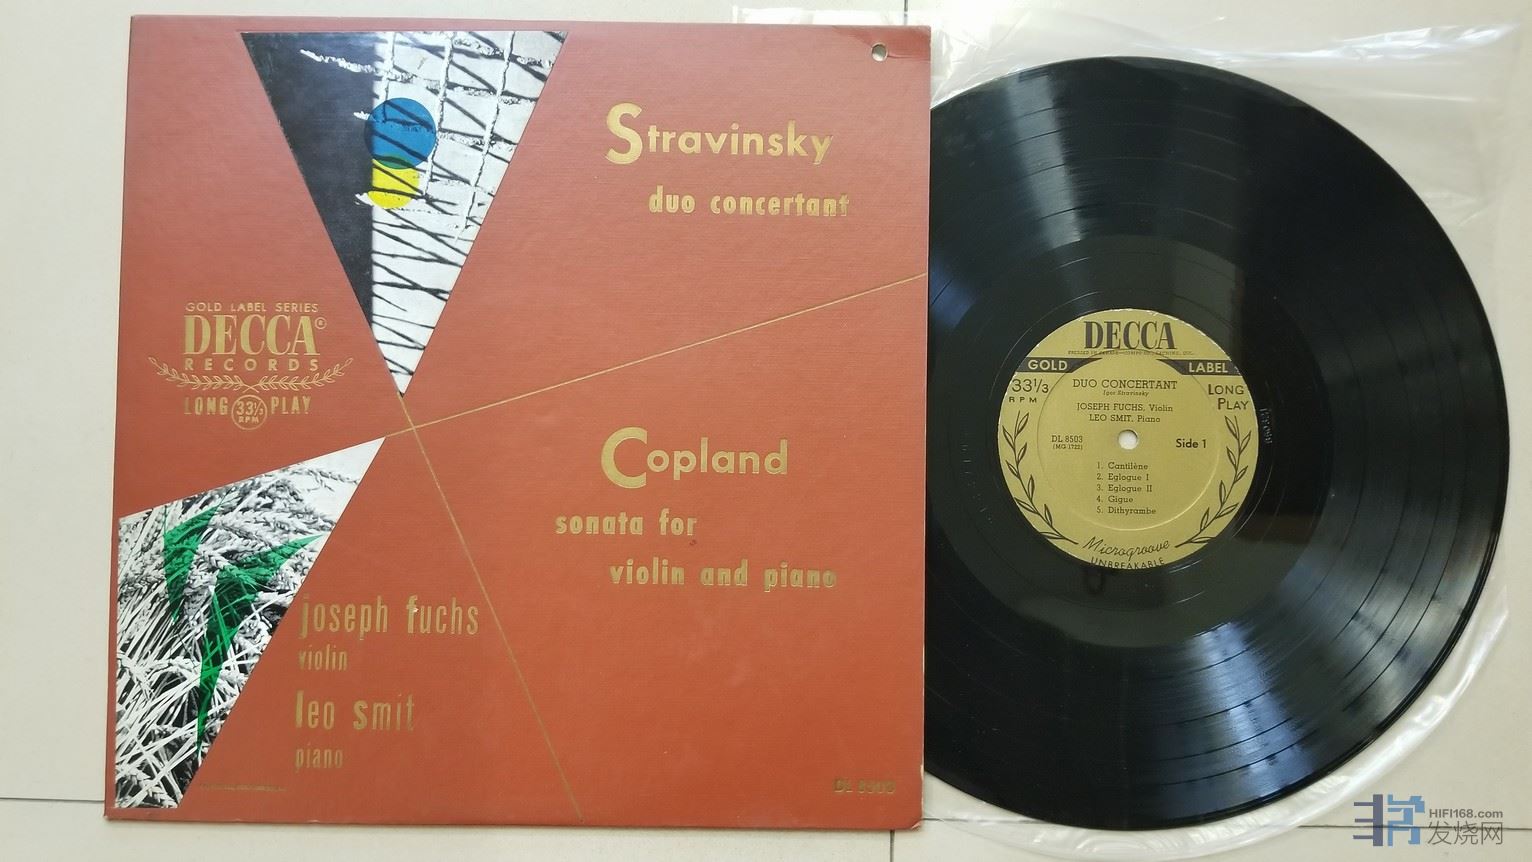 Stravinsky
duo concertant
GOLD LABEL SERIES
DECCA®
RECORDS
LONG 33⅓ RPM PLAY
Copland
sonata for
violin and piano
joseph fuchs
violin
leo smit
piano
DL 8503
DECCA
GOLD LABEL
33⅓ RPM
LONG PLAY
DUO CONCERTANT
Igor Stravinsky
JOSEPH FUCHS, Violin
LEO SMIT, Piano
DL 8503
(MG 1722)
Side 1
1. Cantilène
2. Eglogue I
3. Eglogue II
4. Gigue
5. Dithyrambe
Microgroove
UNBREAKABLE
HIFI168.com
发烧网